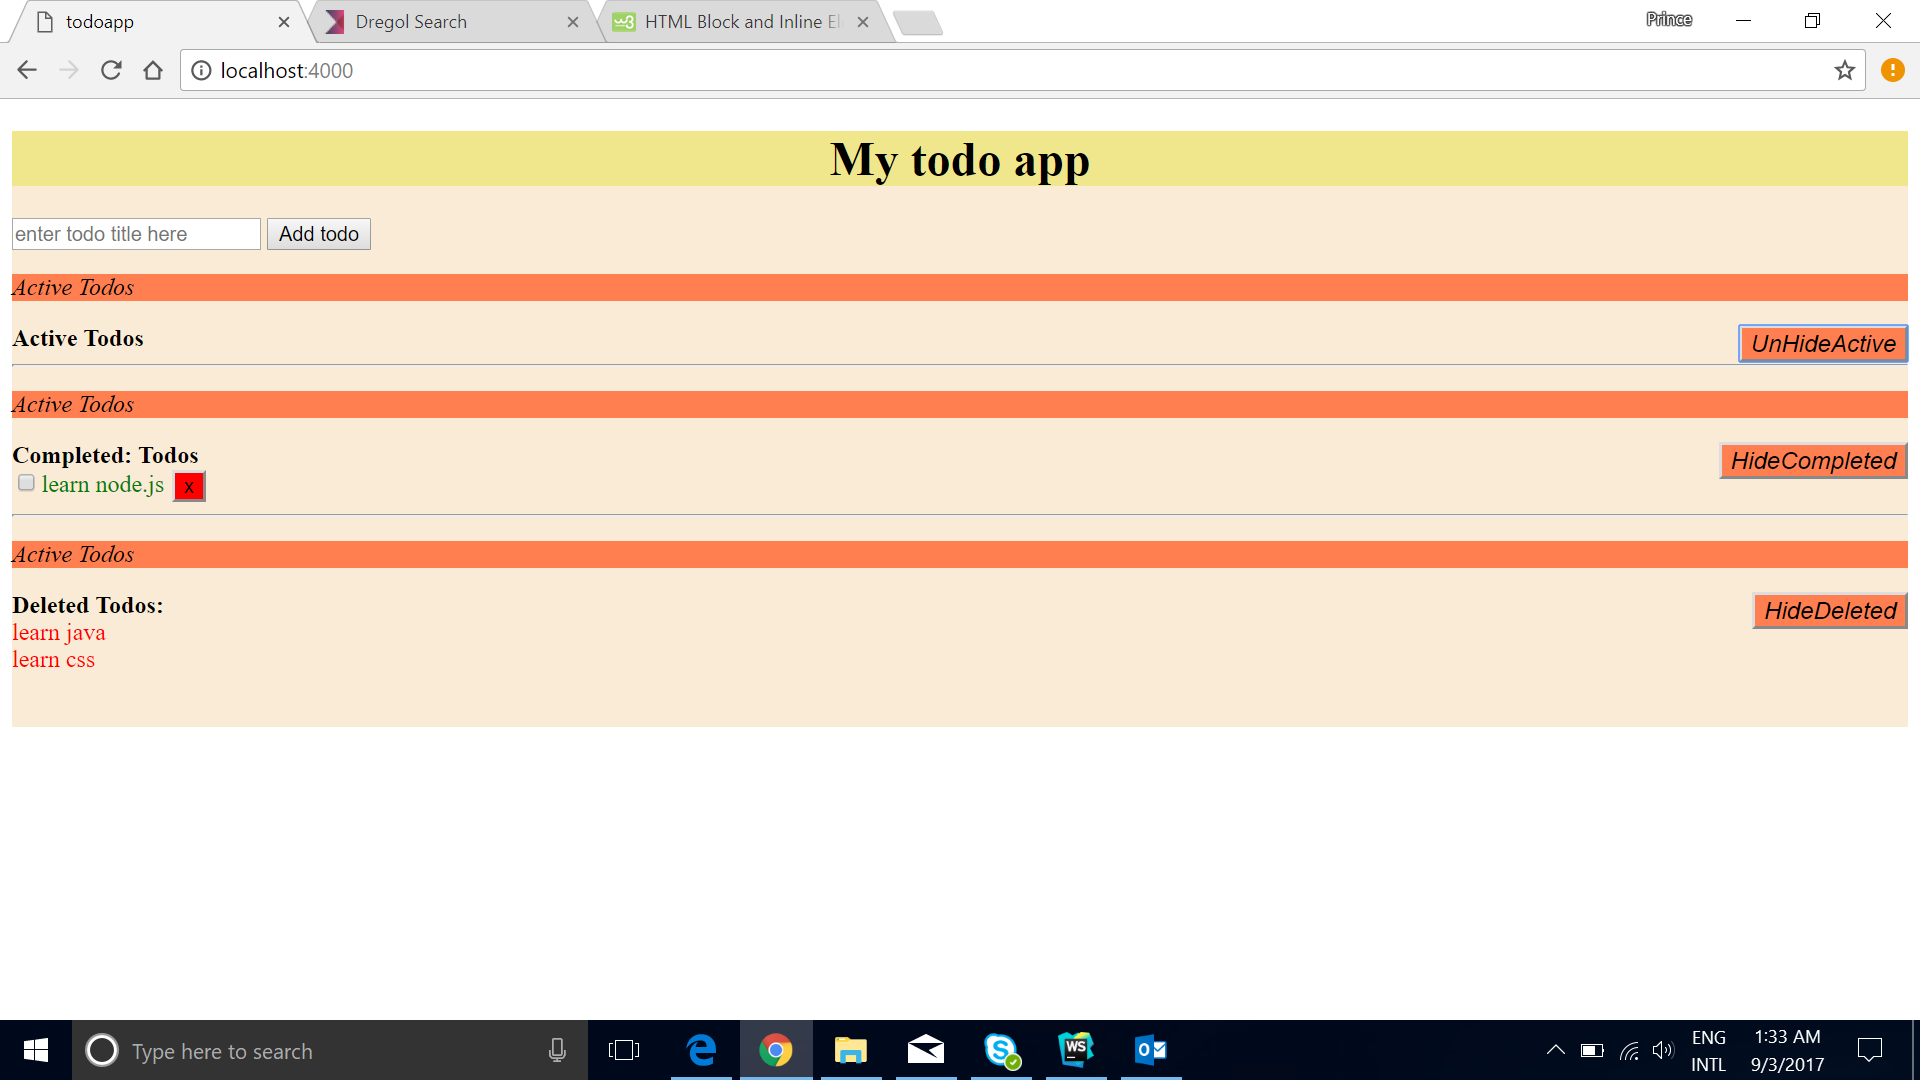 todoapp
Dregol Search
HTML Block and Inline El
Prince
localhost:4000
My todo app
enter todo title here
Add todo
Active Todos
Active Todos
UnHideActive
Active Todos
Completed: Todos
HideCompleted
learn node.js
x
Active Todos
Deleted Todos:
HideDeleted
learn java
learn css
Type here to search
ENG
INTL
1:33 AM
9/3/2017